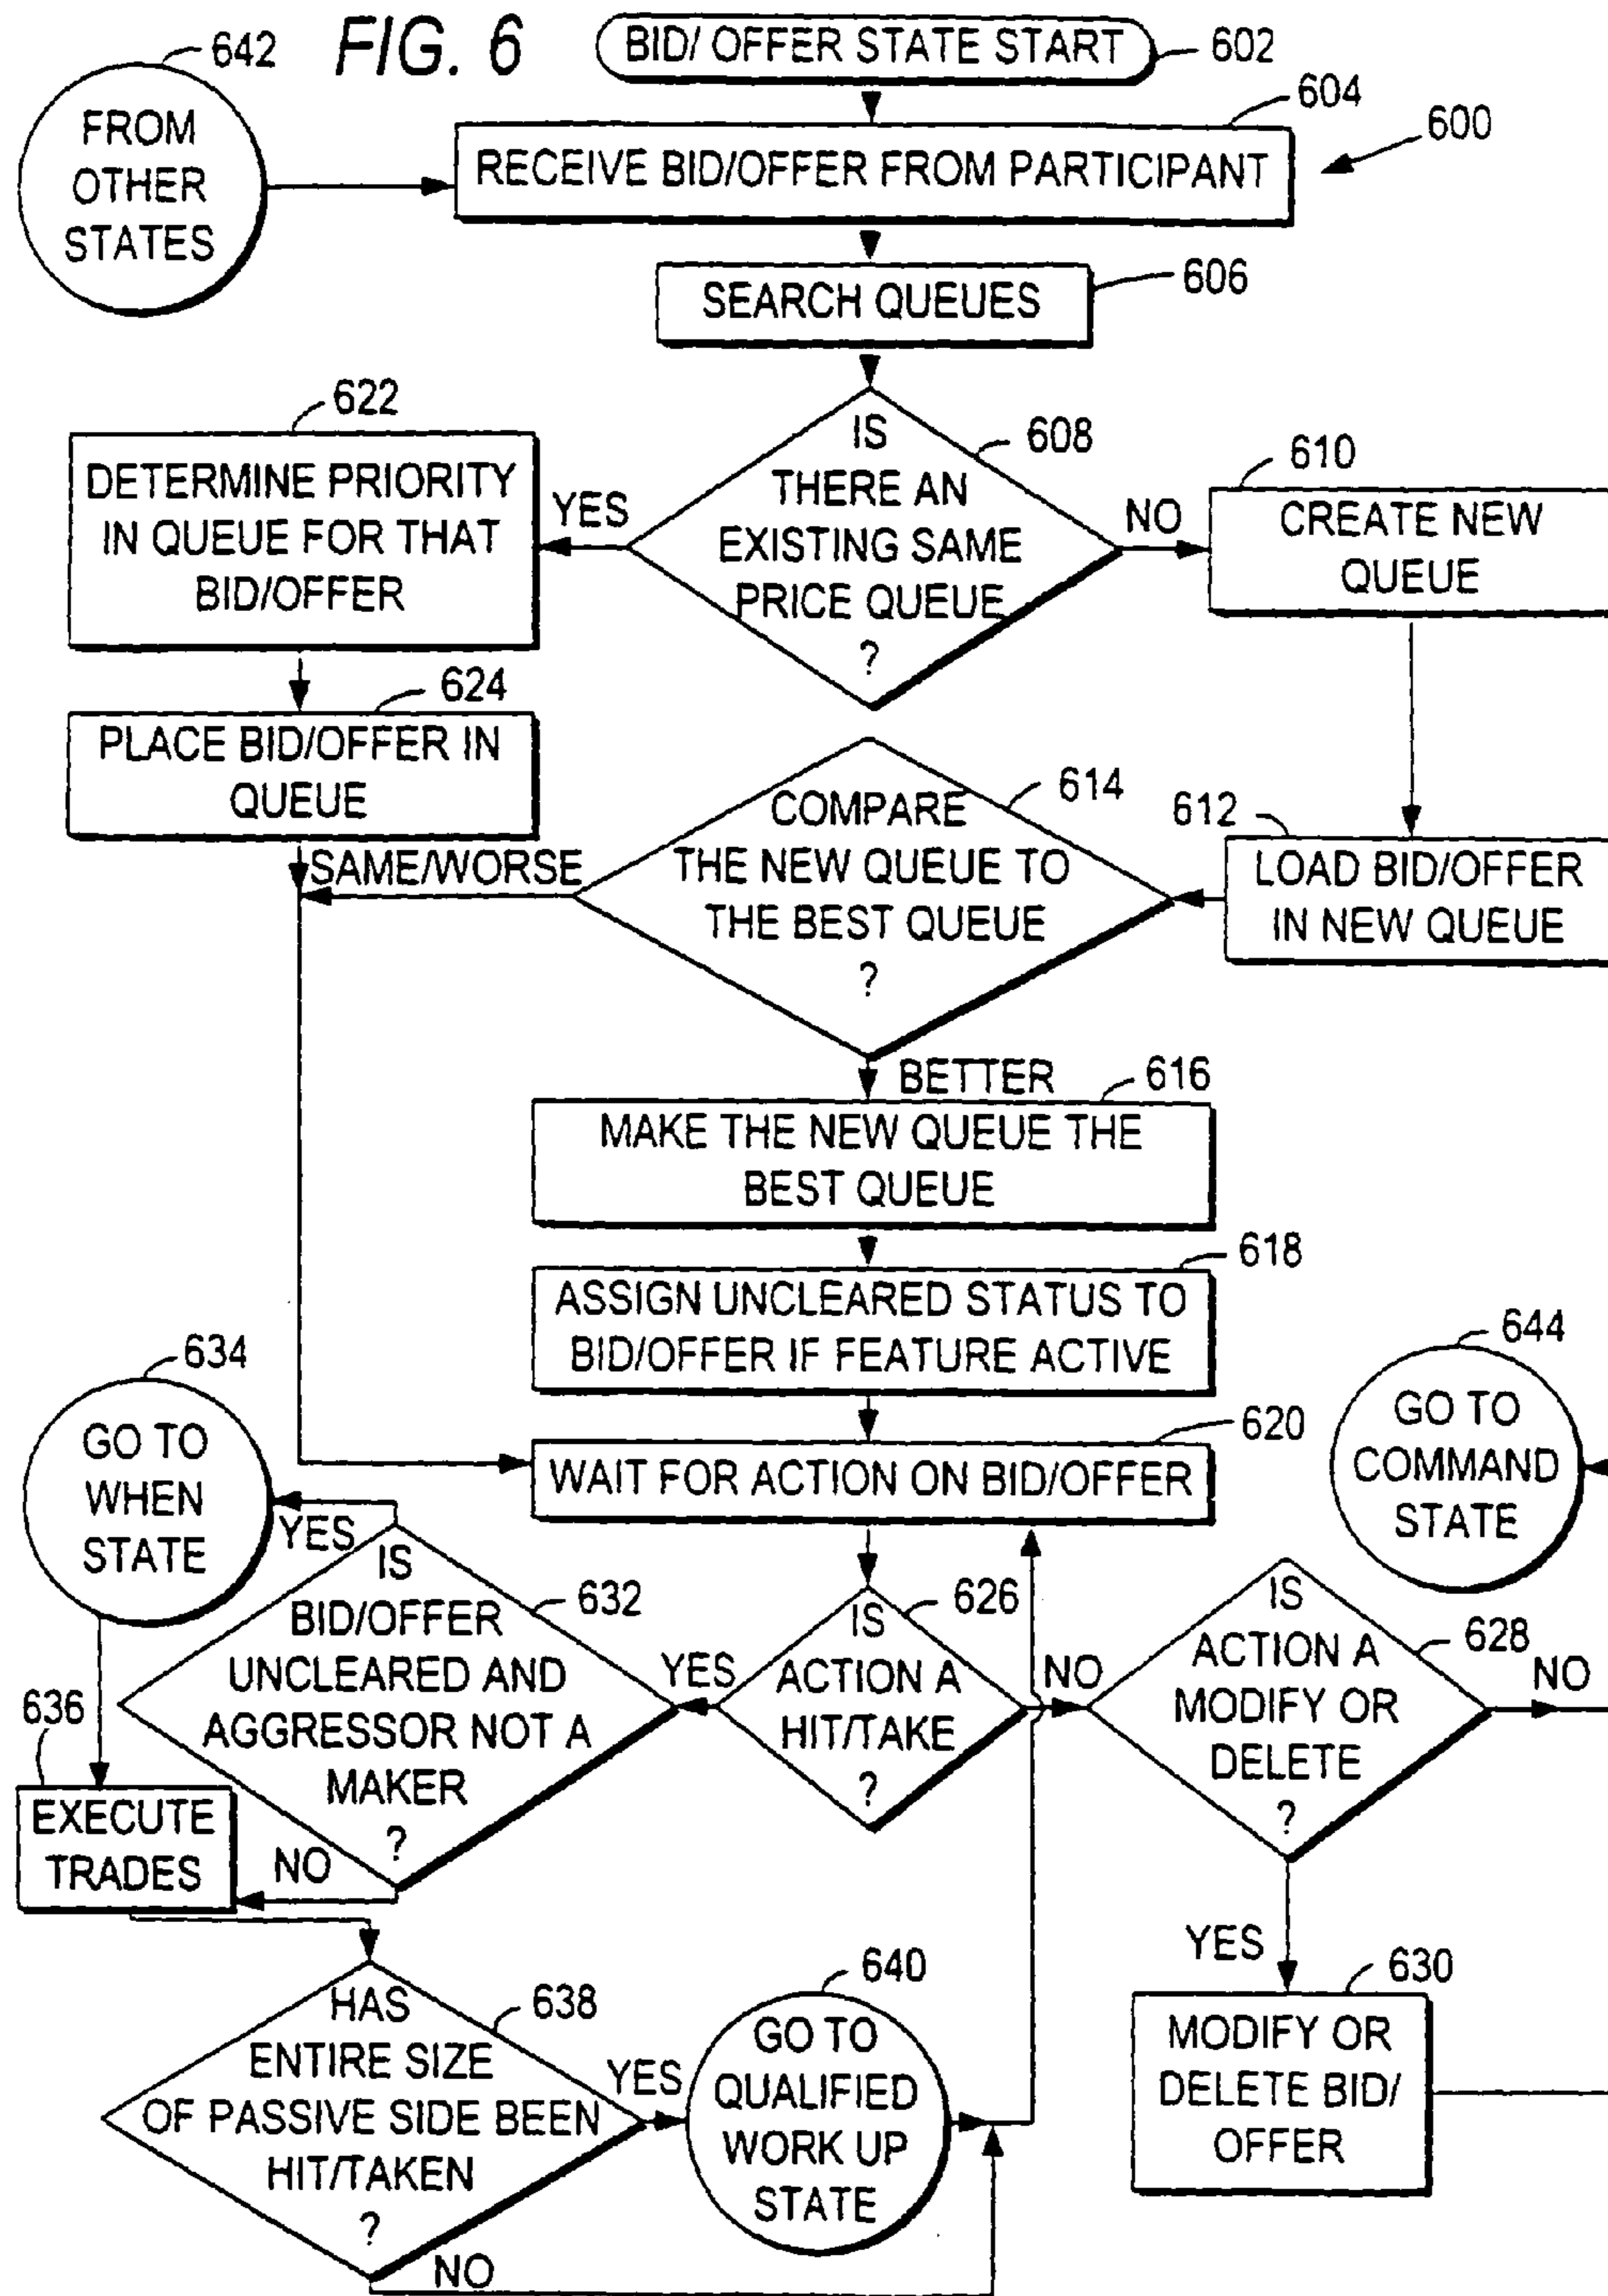 642
FIG. 6
BID/ OFFER STATE START
602
FROM
OTHER
STATES
604
RECEIVE BID/OFFER FROM PARTICIPANT
600
SEARCH QUEUES
606
622
DETERMINE PRIORITY
IN QUEUE FOR THAT
BID/OFFER
YES
IS
THERE AN
EXISTING SAME
PRICE QUEUE
?
608
NO
610
CREATE NEW
QUEUE
624
PLACE BID/OFFER IN
QUEUE
SAME/WORSE
COMPARE
THE NEW QUEUE TO
THE BEST QUEUE
?
614
612
LOAD BID/OFFER
IN NEW QUEUE
BETTER
616
MAKE THE NEW QUEUE THE
BEST QUEUE
618
ASSIGN UNCLEARED STATUS TO
BID/OFFER IF FEATURE ACTIVE
634
GO TO
WHEN
STATE
620
WAIT FOR ACTION ON BID/OFFER
644
GO TO
COMMAND
STATE
YES
IS
BID/OFFER
UNCLEARED AND
AGGRESSOR NOT A
MAKER
?
632
YES
IS
ACTION A
HIT/TAKE
?
626
NO
IS
ACTION A
MODIFY OR
DELETE
?
628
NO
636
EXECUTE
TRADES
NO
YES
630
MODIFY OR
DELETE BID/
OFFER
HAS
ENTIRE SIZE
OF PASSIVE SIDE BEEN
HIT/TAKEN
?
638
YES
640
GO TO
QUALIFIED
WORK UP
STATE
NO